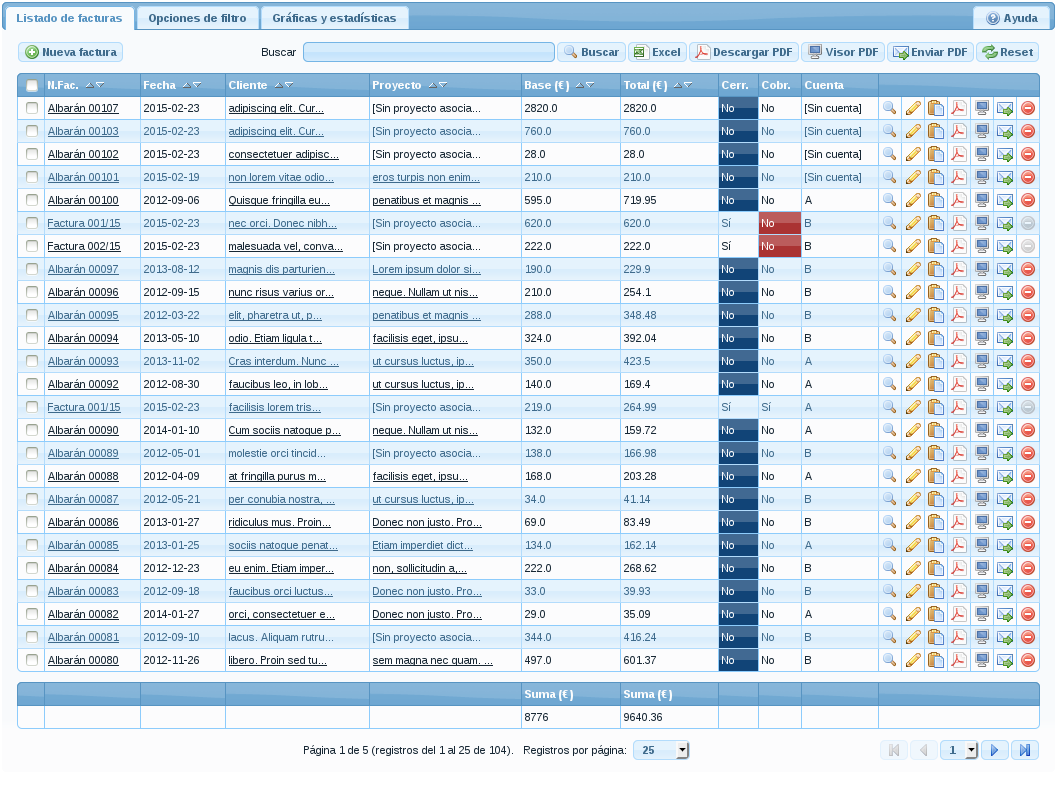 Listado de facturas Opciones de filtro Gráficas y estadísticas Ayuda
Nueva factura Buscar Buscar Excel Descargar PDF Visor PDF Enviar PDF Reset
N.Fac. Fecha Cliente Proyecto Base (€) Total (€) Cerr. Cobr. Cuenta
Albarán 00107 2015-02-23 adipiscing elit. Cur... [Sin proyecto asocia... 2820.0 2820.0 No No [Sin cuenta]
Albarán 00103 2015-02-23 adipiscing elit. Cur... [Sin proyecto asocia... 760.0 760.0 No No [Sin cuenta]
Albarán 00102 2015-02-23 consectetuer adipisc... [Sin proyecto asocia... 28.0 28.0 No No [Sin cuenta]
Albarán 00101 2015-02-19 non lorem vitae odio... eros turpis non enim... 210.0 210.0 No No [Sin cuenta]
Albarán 00100 2012-09-06 Quisque fringilla eu... penatibus et magnis ... 595.0 719.95 No No A
Factura 001/15 2015-02-23 nec orci. Donec nibh... [Sin proyecto asocia... 620.0 620.0 Sí No B
Factura 002/15 2015-02-23 malesuada vel, conva... [Sin proyecto asocia... 222.0 222.0 Sí No B
Albarán 00097 2013-08-12 magnis dis parturien... Lorem ipsum dolor si... 190.0 229.9 No No B
Albarán 00096 2012-09-15 nunc risus varius or... neque. Nullam ut nis... 210.0 254.1 No No B
Albarán 00095 2012-03-22 elit, pharetra ut, p... penatibus et magnis ... 288.0 348.48 No No B
Albarán 00094 2013-05-10 odio. Etiam ligula t... facilisis eget, ipsu... 324.0 392.04 No No B
Albarán 00093 2013-11-02 Cras interdum. Nunc ... ut cursus luctus, ip... 350.0 423.5 No No A
Albarán 00092 2012-08-30 faucibus leo, in lob... ut cursus luctus, ip... 140.0 169.4 No No A
Factura 001/15 2015-02-23 facilisis lorem tris... [Sin proyecto asocia... 219.0 264.99 Sí Sí A
Albarán 00090 2014-01-10 Cum sociis natoque p... neque. Nullam ut nis... 132.0 159.72 No No A
Albarán 00089 2012-05-01 molestie orci tincid... [Sin proyecto asocia... 138.0 166.98 No No B
Albarán 00088 2012-04-09 at fringilla purus m... facilisis eget, ipsu... 168.0 203.28 No No A
Albarán 00087 2012-05-21 per conubia nostra, ... ut cursus luctus, ip... 34.0 41.14 No No B
Albarán 00086 2013-01-27 ridiculus mus. Proin... Donec non justo. Pro... 69.0 83.49 No No B
Albarán 00085 2013-01-25 sociis natoque penat... Etiam imperdiet dict... 134.0 162.14 No No A
Albarán 00084 2012-12-23 eu enim. Etiam imper... non, sollicitudin a,... 222.0 268.62 No No B
Albarán 00083 2012-09-18 faucibus orci luctus... Donec non justo. Pro... 33.0 39.93 No No B
Albarán 00082 2014-01-27 orci, consectetuer e... Donec non justo. Pro... 29.0 35.09 No No A
Albarán 00081 2012-09-10 lacus. Aliquam rutru... [Sin proyecto asocia... 344.0 416.24 No No B
Albarán 00080 2012-11-26 libero. Proin sed tu... sem magna nec quam. ... 497.0 601.37 No No B
Suma (€) Suma (€)
8776 9640.36
Página 1 de 5 (registros del 1 al 25 de 104). Registros por página: 25 1